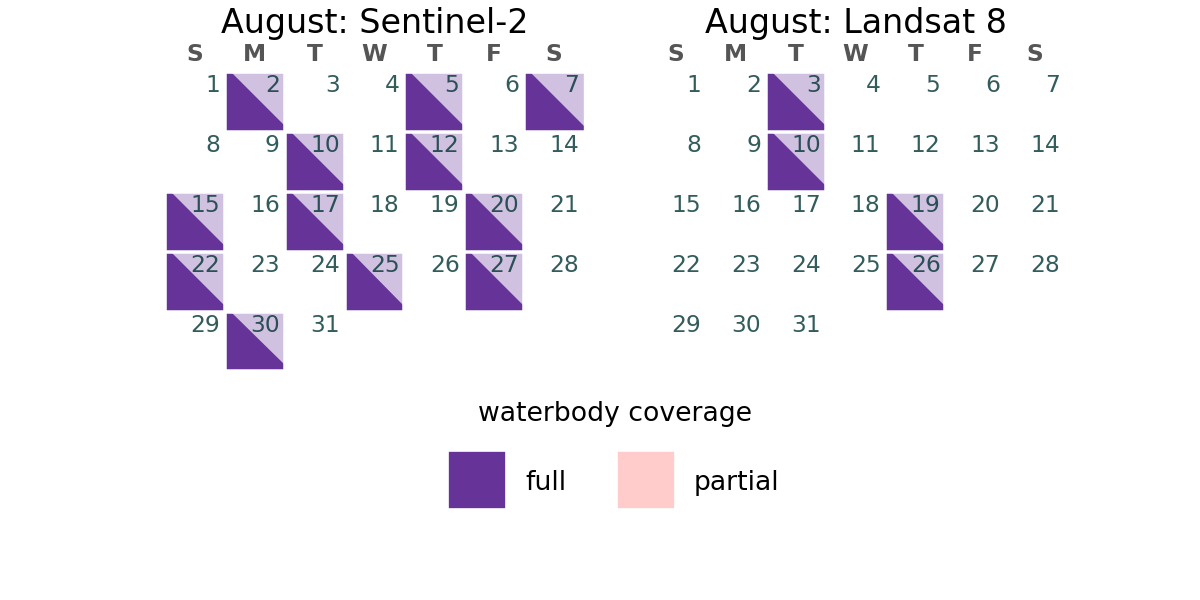 August: Sentinel-2
S M T W T F S
1 2 3 4 5 6 7
8 9 10 11 12 13 14
15 16 17 18 19 20 21
22 23 24 25 26 27 28
29 30 31
August: Landsat 8
S M T W T F S
1 2 3 4 5 6 7
8 9 10 11 12 13 14
15 16 17 18 19 20 21
22 23 24 25 26 27 28
29 30 31
waterbody coverage
full
partial